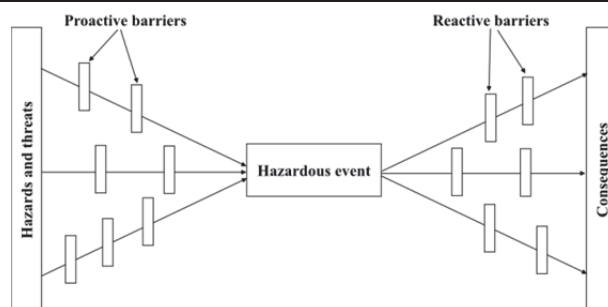 Proactive barriers
Reactive barriers
Hazards and threats
Hazardous event
Consequences